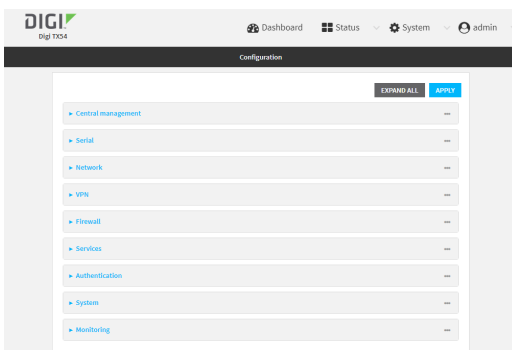 DIGI
Digi TX54
Dashboard Status System admin
Configuration
EXPAND ALL APPLY
Central management
Serial
Network
VPN
Firewall
Services
Authentication
System
Monitoring